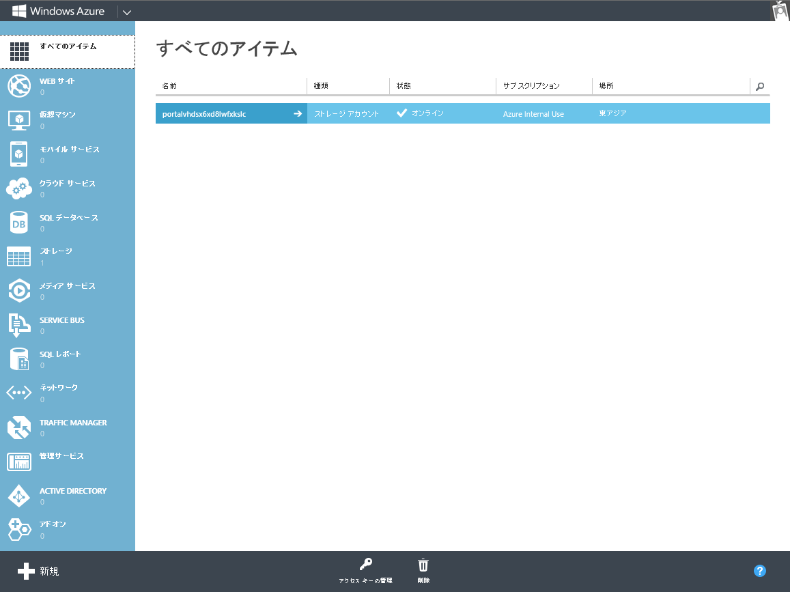 Windows Azure
すべてのアイテム
WEB サイト
0
仮想マシン
0
モバイル サービス
0
クラウド サービス
0
SQL データベース
0
ストレージ
1
メディア サービス
0
SERVICE BUS
0
SQL レポート
0
ネットワーク
0
TRAFFIC MANAGER
0
管理サービス
ACTIVE DIRECTORY
0
アドオン
0
すべてのアイテム
名前 種類 状態 サブスクリプション 場所
portalvhdsx6xd8lwfxkslc ストレージ アカウント オンライン Azure Internal Use 東アジア
新規
アクセス キーの管理
削除
?